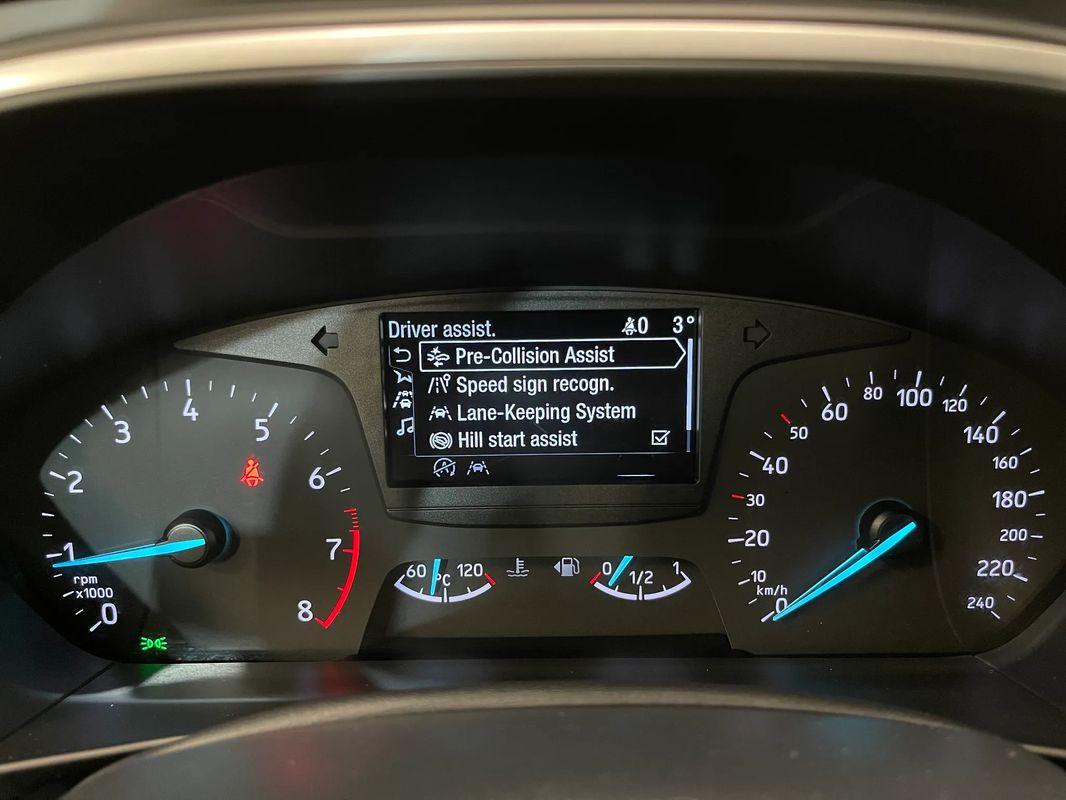 Driver assist. 0 3°
Pre-Collision Assist
Speed sign recogn.
Lane-Keeping System
Hill start assist
0
1
2
3
4
5
6
7
8
rpm
x1000
60 °C 120
0 1/2 1
0
10
20
30
40
50
60
80
100
120
140
160
180
200
220
240
km/h